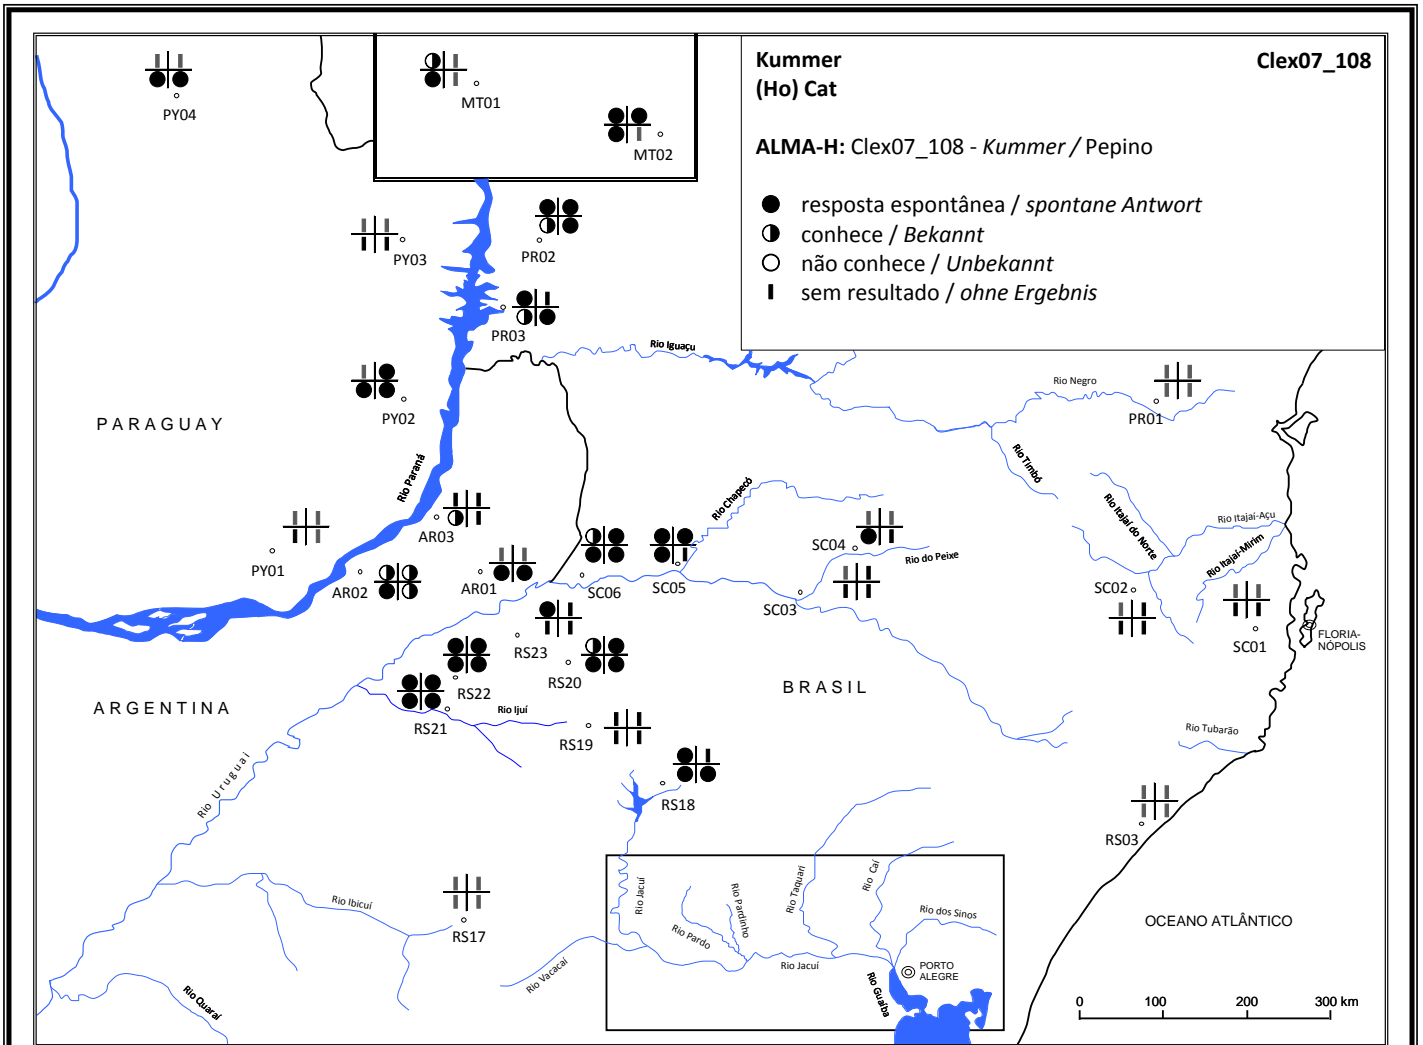 Kummer
Clex07_108
(Ho) Cat
ALMA-H: Clex07_108 - Kummer / Pepino
resposta espontânea / spontane Antwort
conhece / Bekannt
não conhece / Unbekannt
sem resultado / ohne Ergebnis
PY04
MT01
MT02
PY03
PR02
PR03
Rio Iguaçu
PY02
Rio Negro
PR01
PARAGUAY
Rio Paraná
Rio Timbó
Rio Chapecó
Rio Itajaí do Norte
Rio Itajaí-Açu
Rio Itajaí-Mirim
AR03
SC04
Rio do Peixe
PY01
AR02
AR01
SC06
SC05
SC03
SC02
SC01
FLORIA-
NÓPOLIS
RS23
RS20
RS22
BRASIL
ARGENTINA
RS21
Rio Ijuí
RS19
Rio Tubarão
Rio Uruguai
RS18
RS03
Rio Ibicuí
RS17
Rio Jacuí
Rio Pardo
Rio Pardinho
Rio Taquarí
Rio Caí
Rio dos Sinos
OCEANO ATLÂNTICO
Rio Vacacaí
Rio Jacuí
PORTO
ALEGRE
Rio Guaíba
Rio Quaraí
0 100 200 300 km